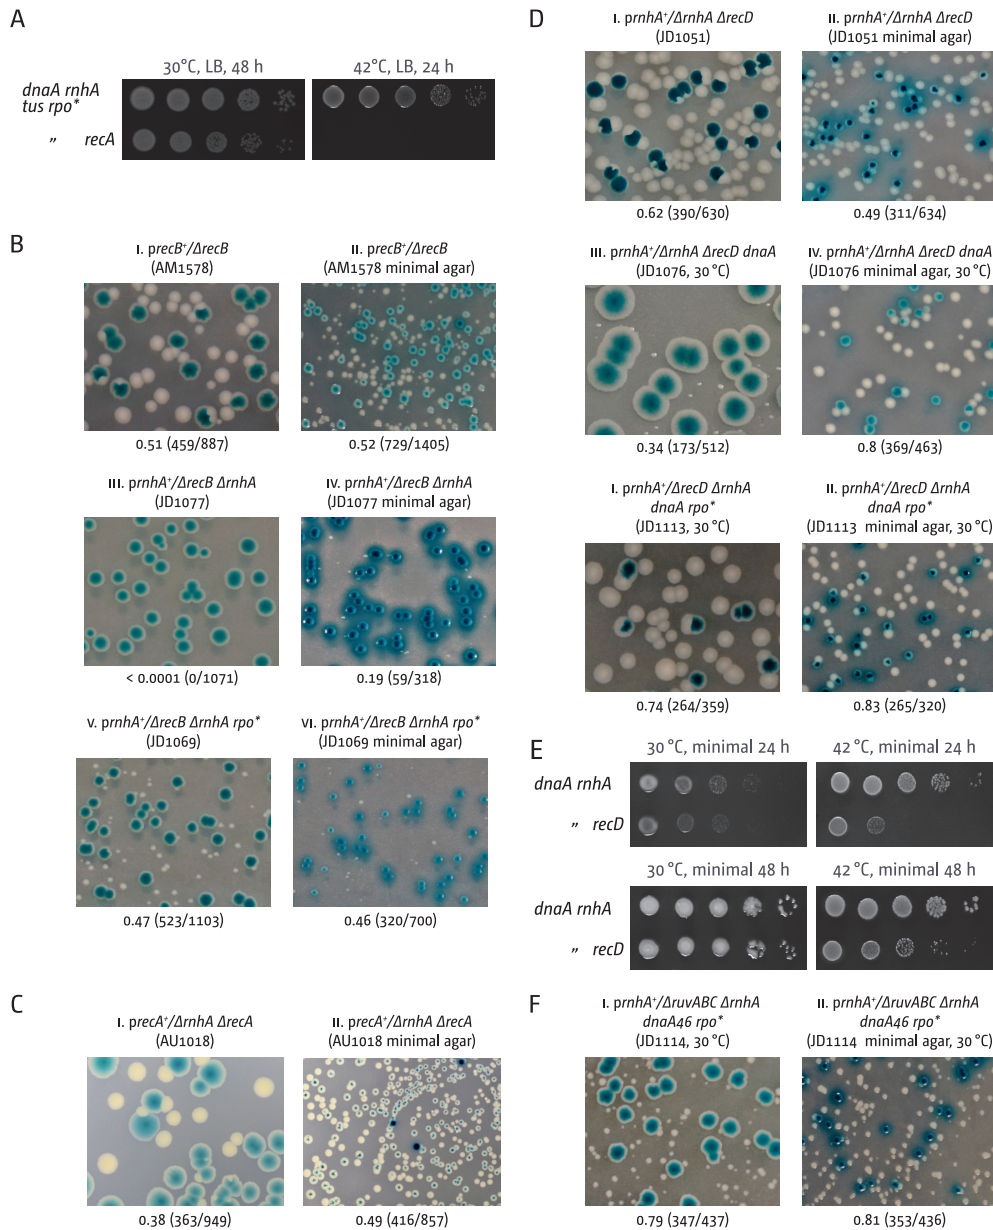 A
30°C, LB, 48 h
42°C, LB, 24 h
dnaA rnhA
tus rpo*
„ recA
B
I. precB⁺/ΔrecB
(AM1578)
II. precB⁺/ΔrecB
(AM1578 minimal agar)
0.51 (459/887)
0.52 (729/1405)
III. prnhA⁺/ΔrecB ΔrnhA
(JD1077)
IV. prnhA⁺/ΔrecB ΔrnhA
(JD1077 minimal agar)
< 0.0001 (0/1071)
0.19 (59/318)
V. prnhA⁺/ΔrecB ΔrnhA rpo*
(JD1069)
VI. prnhA⁺/ΔrecB ΔrnhA rpo*
(JD1069 minimal agar)
0.47 (523/1103)
0.46 (320/700)
C
I. precA⁺/ΔrnhA ΔrecA
(AU1018)
II. precA⁺/ΔrnhA ΔrecA
(AU1018 minimal agar)
0.38 (363/949)
0.49 (416/857)
D
I. prnhA⁺/ΔrnhA ΔrecD
(JD1051)
II. prnhA⁺/ΔrnhA ΔrecD
(JD1051 minimal agar)
0.62 (390/630)
0.49 (311/634)
III. prnhA⁺/ΔrnhA ΔrecD dnaA
(JD1076, 30°C)
IV. prnhA⁺/ΔrnhA ΔrecD dnaA
(JD1076 minimal agar, 30°C)
0.34 (173/512)
0.8 (369/463)
I. prnhA⁺/ΔrecD ΔrnhA
dnaA rpo*
(JD1113, 30°C)
II. prnhA⁺/ΔrecD ΔrnhA
dnaA rpo*
(JD1113 minimal agar, 30°C)
0.74 (264/359)
0.83 (265/320)
E
30°C, minimal 24 h
42°C, minimal 24 h
dnaA rnhA
„ recD
30°C, minimal 48 h
42°C, minimal 48 h
dnaA rnhA
„ recD
F
I. prnhA⁺/ΔruvABC ΔrnhA
dnaA46 rpo*
(JD1114, 30°C)
II. prnhA⁺/ΔruvABC ΔrnhA
dnaA46 rpo*
(JD1114 minimal agar, 30°C)
0.79 (347/437)
0.81 (353/436)